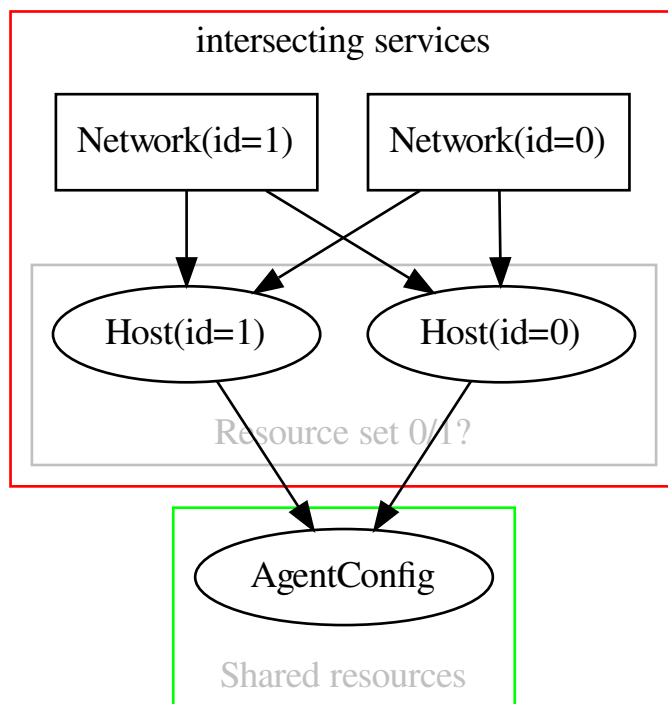 intersecting services
Network(id=1)
Network(id=0)
Host(id=1)
Host(id=0)
Resource set 0/1?
AgentConfig
Shared resources